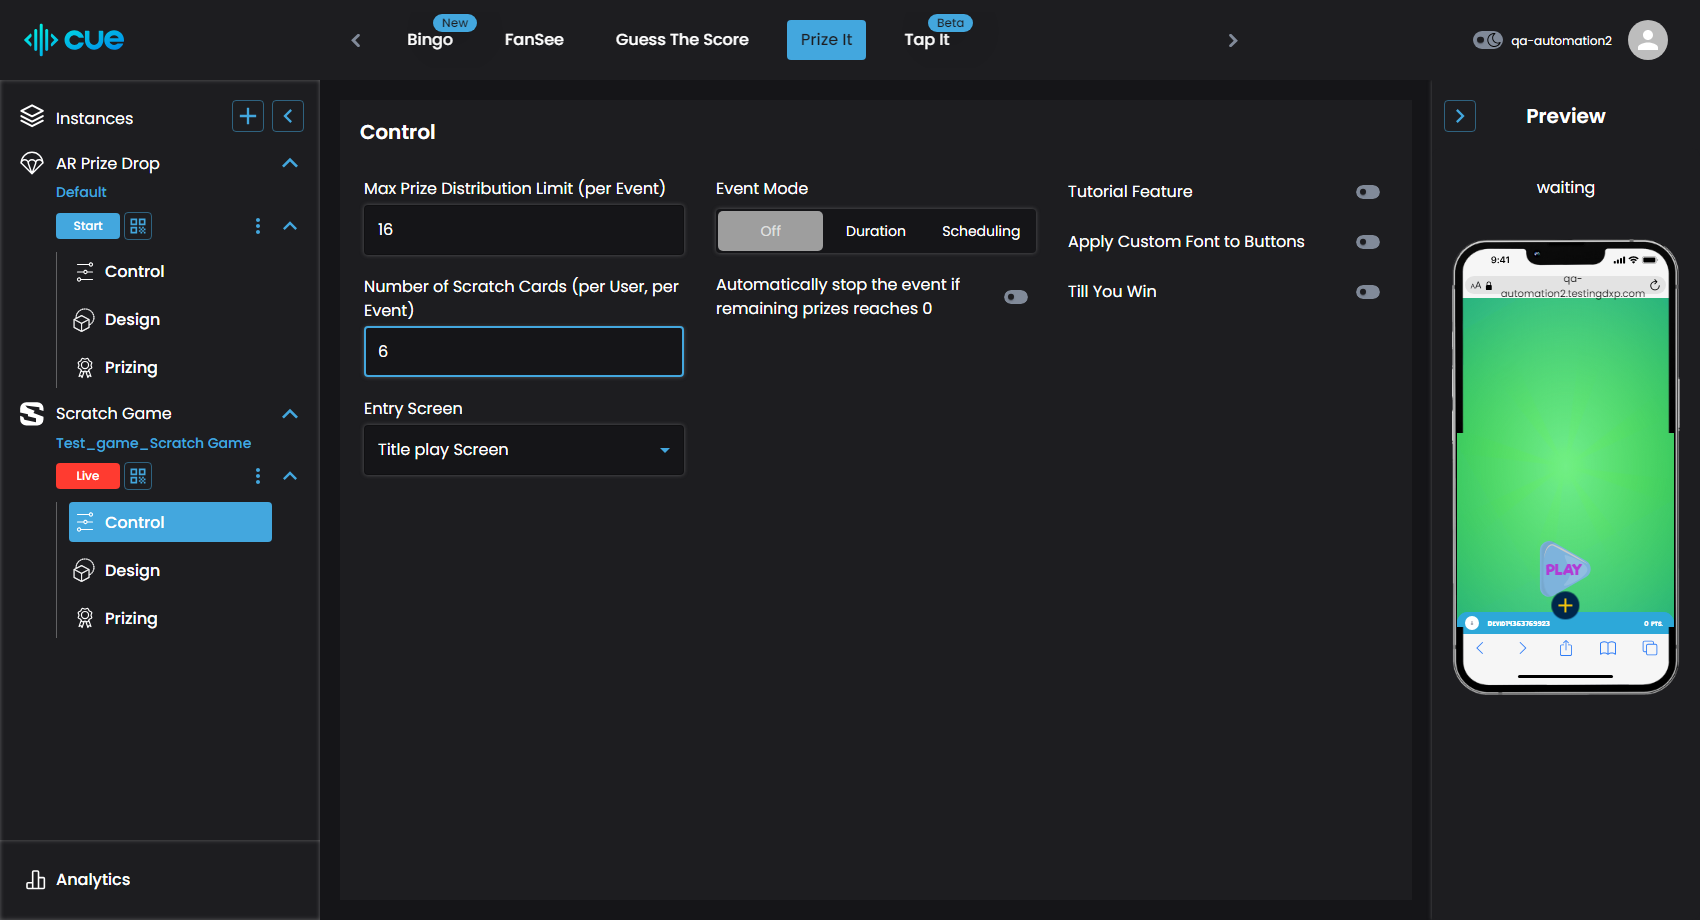 cue
New
Bingo
FanSee
Guess The Score
Prize It
Beta
Tap It
qa-automation2
Instances
AR Prize Drop
Default
Start
Control
Design
Prizing
Scratch Game
Test_game_Scratch Game
Live
Control
Design
Prizing
Analytics
Control
Max Prize Distribution Limit (per Event)
16
Number of Scratch Cards (per User, per
Event)
6
Entry Screen
Title play Screen
Event Mode
Off
Duration
Scheduling
Automatically stop the event if
remaining prizes reaches 0
Tutorial Feature
Apply Custom Font to Buttons
Till You Win
Preview
waiting
9:41
AA
qa-
automation2.testingdxp.com
PLAY
0 PTS.